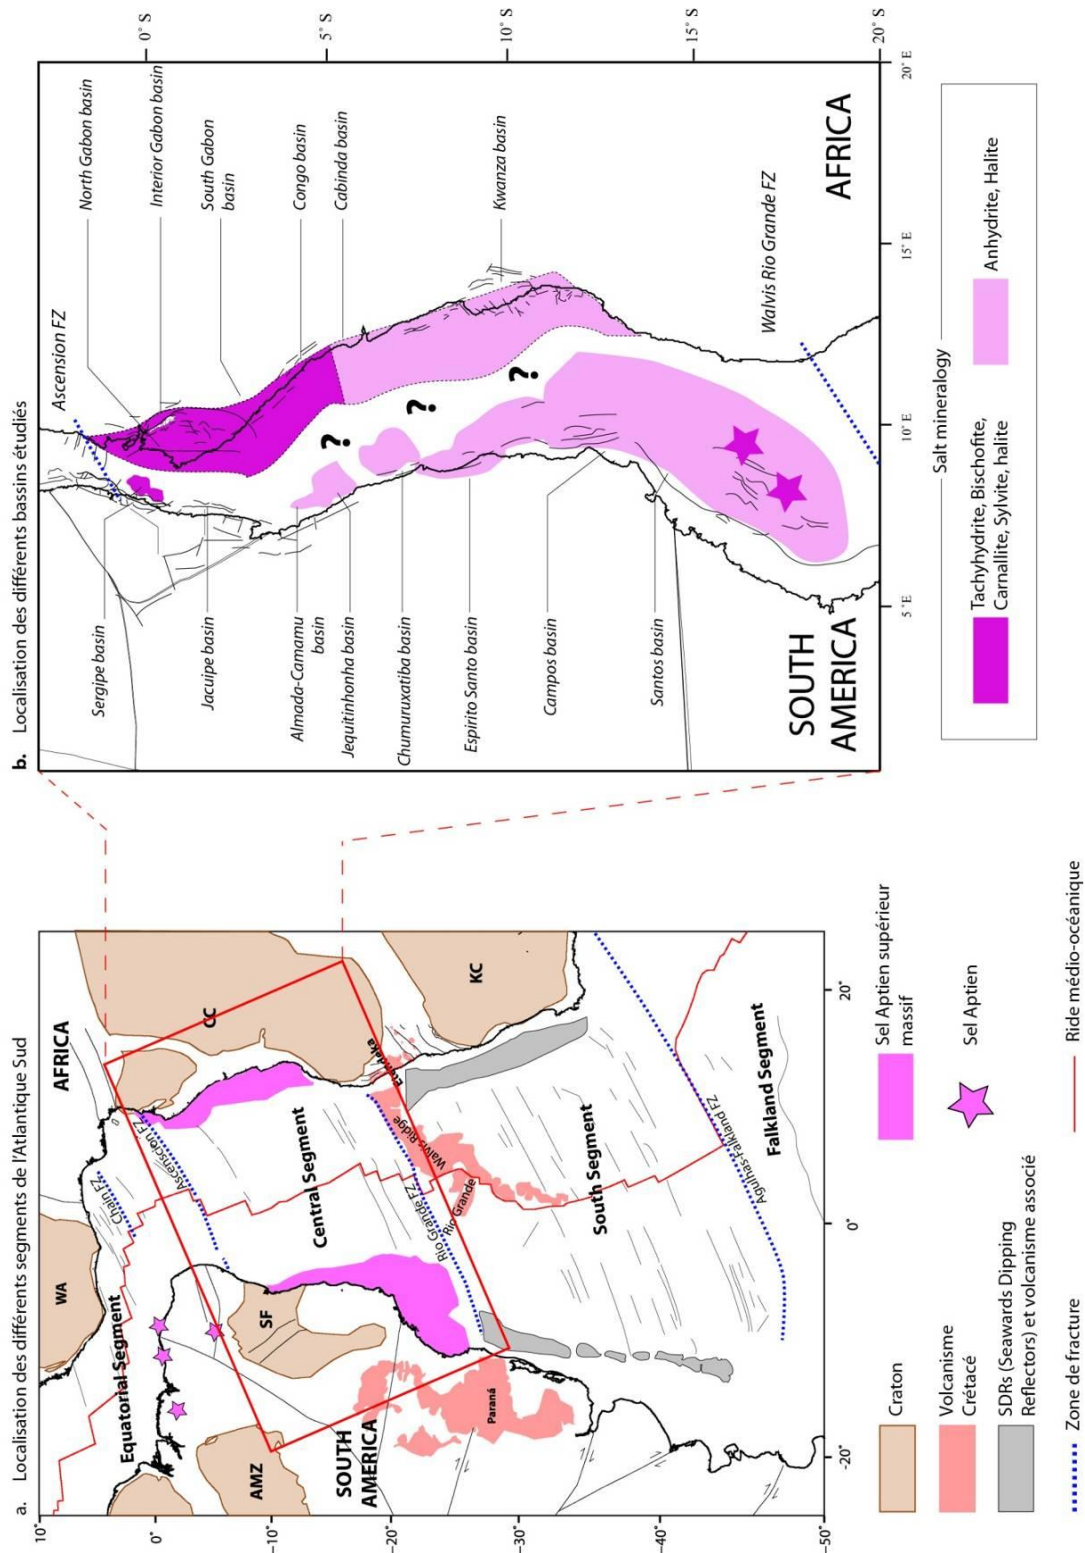 a. Localisation des différents segments de l'Atlantique Sud
10°
0°
-10°
-20°
-30°
-40°
-50°
-20°
0°
20°
WA
AFRICA
Equatorial Segment
Chain FZ
Ascenscion FZ
CC
AMZ
SF
Central Segment
SOUTH
AMERICA
Paraná
Rio Grande FZ
Rio Grande
Walvis Ridge
Etendeka
KC
South Segment
Agulhas-Falkland FZ
Falkland Segment
Craton
Volcanisme
Crétacé
SDRs (Seawards Dipping
Reflectors) et volcanisme associé
Zone de fracture
Sel Aptien supérieur
massif
Sel Aptien
Ride médio-océanique
b. Localisation des différents bassins étudiés
Sergipe basin
Jacuipe basin
Almada-Camamu
basin
Jequitinhonha basin
Chumuruxatiba basin
Espirito Santo basin
Campos basin
Santos basin
SOUTH
AMERICA
Ascension FZ
North Gabon basin
Interior Gabon basin
South Gabon
basin
Congo basin
Cabinda basin
Kwanza basin
?
?
?
Walvis Rio Grande FZ
AFRICA
0° S
5° S
10° S
15° S
20° S
5° E
10° E
15° E
20° E
Salt mineralogy
Tachyhydrite, Bischofite,
Carnallite, Sylvite, halite
Anhydrite, Halite